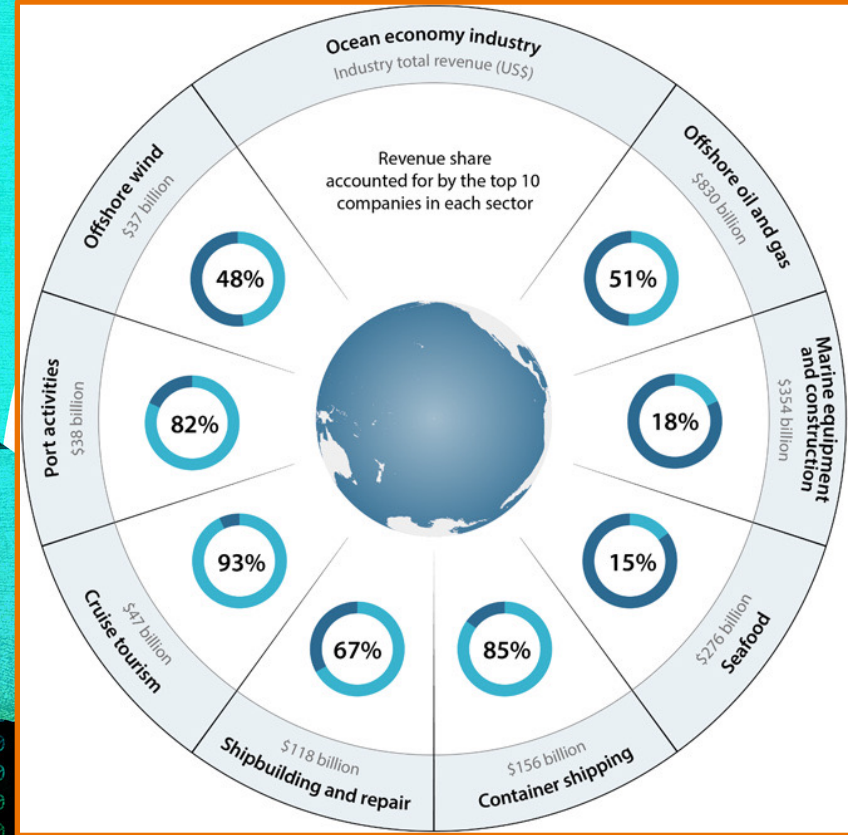 Ocean economy industry
Industry total revenue (US$)
Revenue share
accounted for by the top 10
companies in each sector
Offshore oil and gas
$830 billion
51%
Marine equipment
and construction
$354 billion
18%
Seafood
$276 billion
15%
Container shipping
$156 billion
85%
Shipbuilding and repair
$118 billion
67%
Cruise tourism
$47 billion
93%
Port activities
$38 billion
82%
Offshore wind
$37 billion
48%